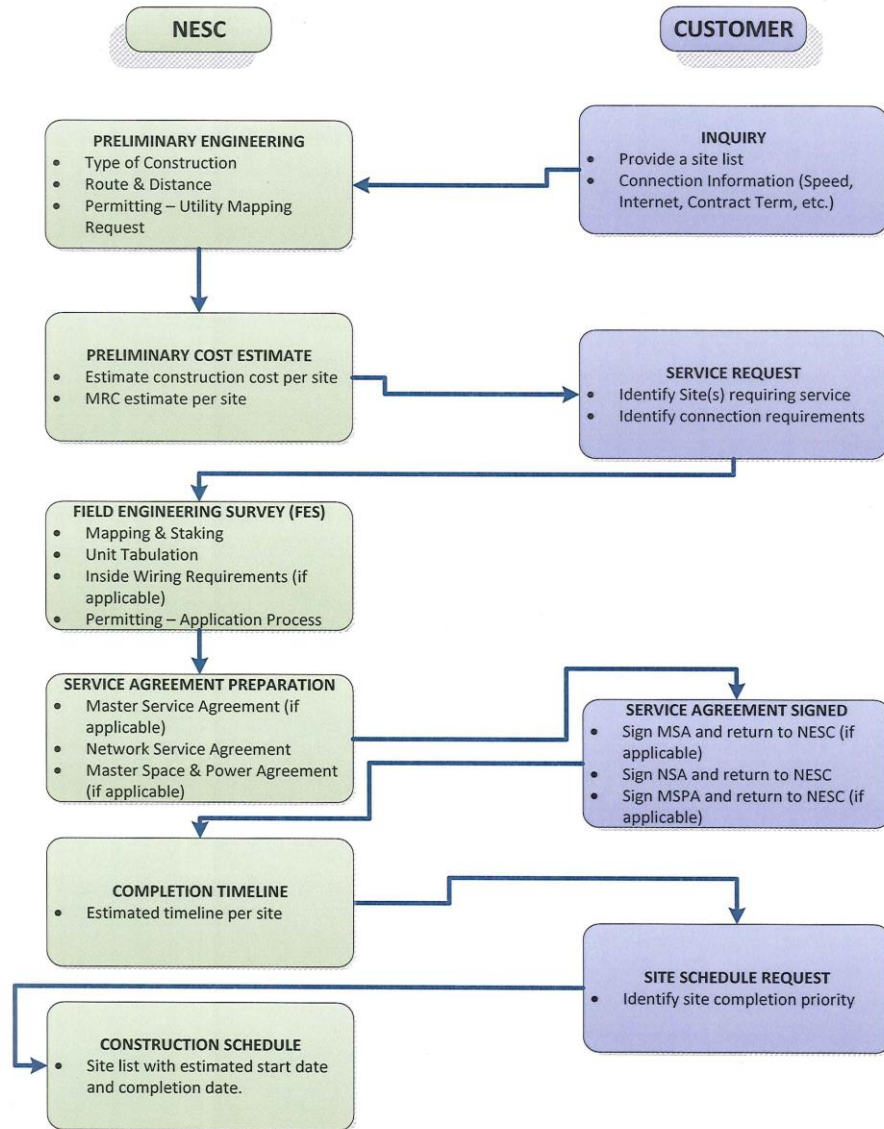 NESC
CUSTOMER
PRELIMINARY ENGINEERING
• Type of Construction
• Route & Distance
• Permitting – Utility Mapping
Request
INQUIRY
• Provide a site list
• Connection Information (Speed,
Internet, Contract Term, etc.)
PRELIMINARY COST ESTIMATE
• Estimate construction cost per site
• MRC estimate per site
SERVICE REQUEST
• Identify Site(s) requiring service
• Identify connection requirements
FIELD ENGINEERING SURVEY (FES)
• Mapping & Staking
• Unit Tabulation
• Inside Wiring Requirements (if
applicable)
• Permitting – Application Process
SERVICE AGREEMENT PREPARATION
• Master Service Agreement (if
applicable)
• Network Service Agreement
• Master Space & Power Agreement
(if applicable)
SERVICE AGREEMENT SIGNED
• Sign MSA and return to NESC (if
applicable)
• Sign NSA and return to NESC
• Sign MSPA and return to NESC (if
applicable)
COMPLETION TIMELINE
• Estimated timeline per site
SITE SCHEDULE REQUEST
• Identify site completion priority
CONSTRUCTION SCHEDULE
• Site list with estimated start date
and completion date.